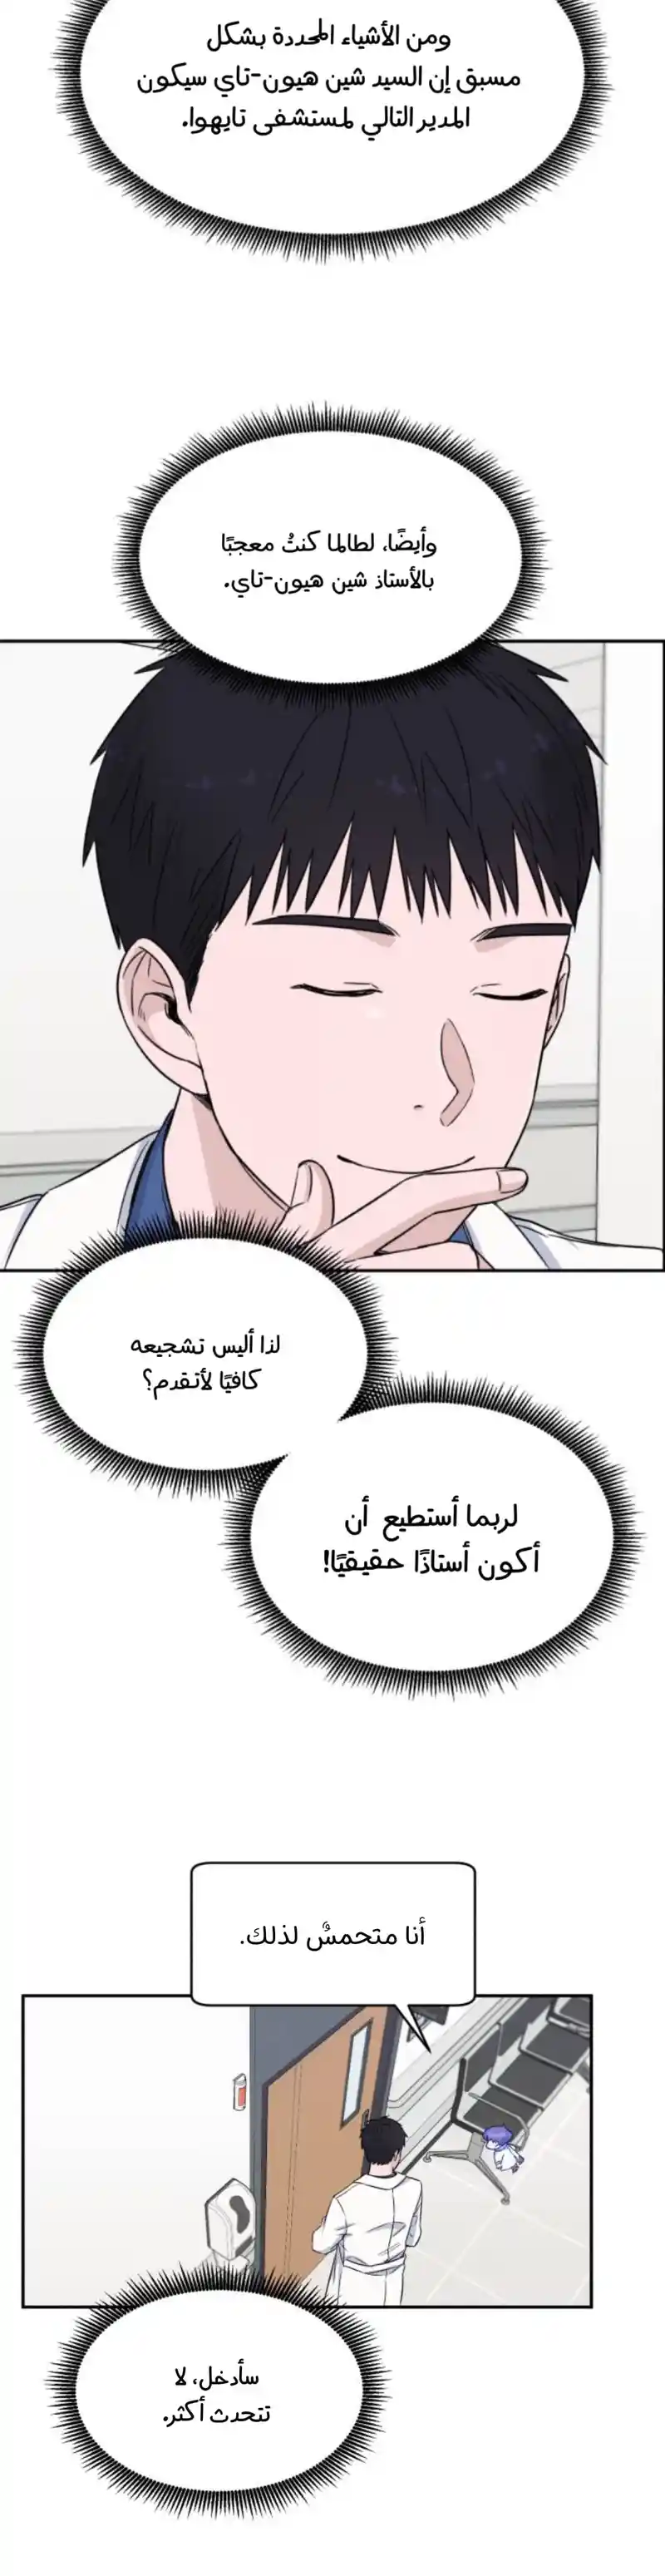 ومن الأشياء المحددة بشكل
مسبق إن السيد شين هيون-تاي سيكون
المدير التالي لمستشفى تايهوا.
وأيضًا، لطالما كنتُ معجبًا
بالأستاذ شين هيون-تاي.
لذا أليس تشجيعه
كافيًا لأتقدم؟
لربما أستطيع أن
أكون أستاذًا حقيقيًا!
أنا متحمسٌ لذلك.
سأدخل، لا
تتحدث أكثر.